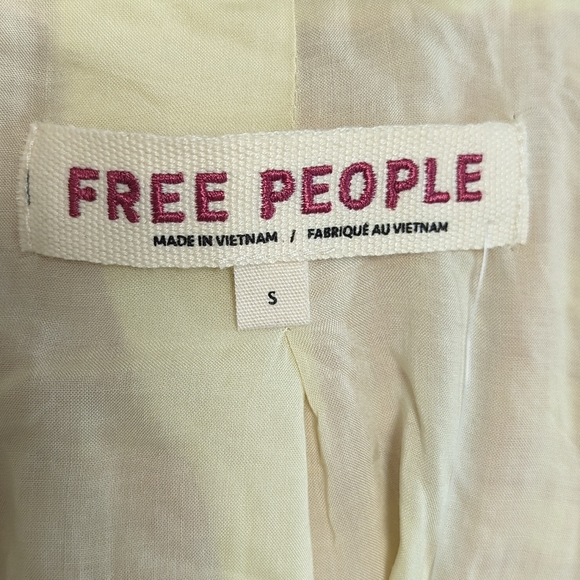 FREE PEOPLE
MADE IN VIETNAM / FABRIQUÉ AU VIETNAM
S